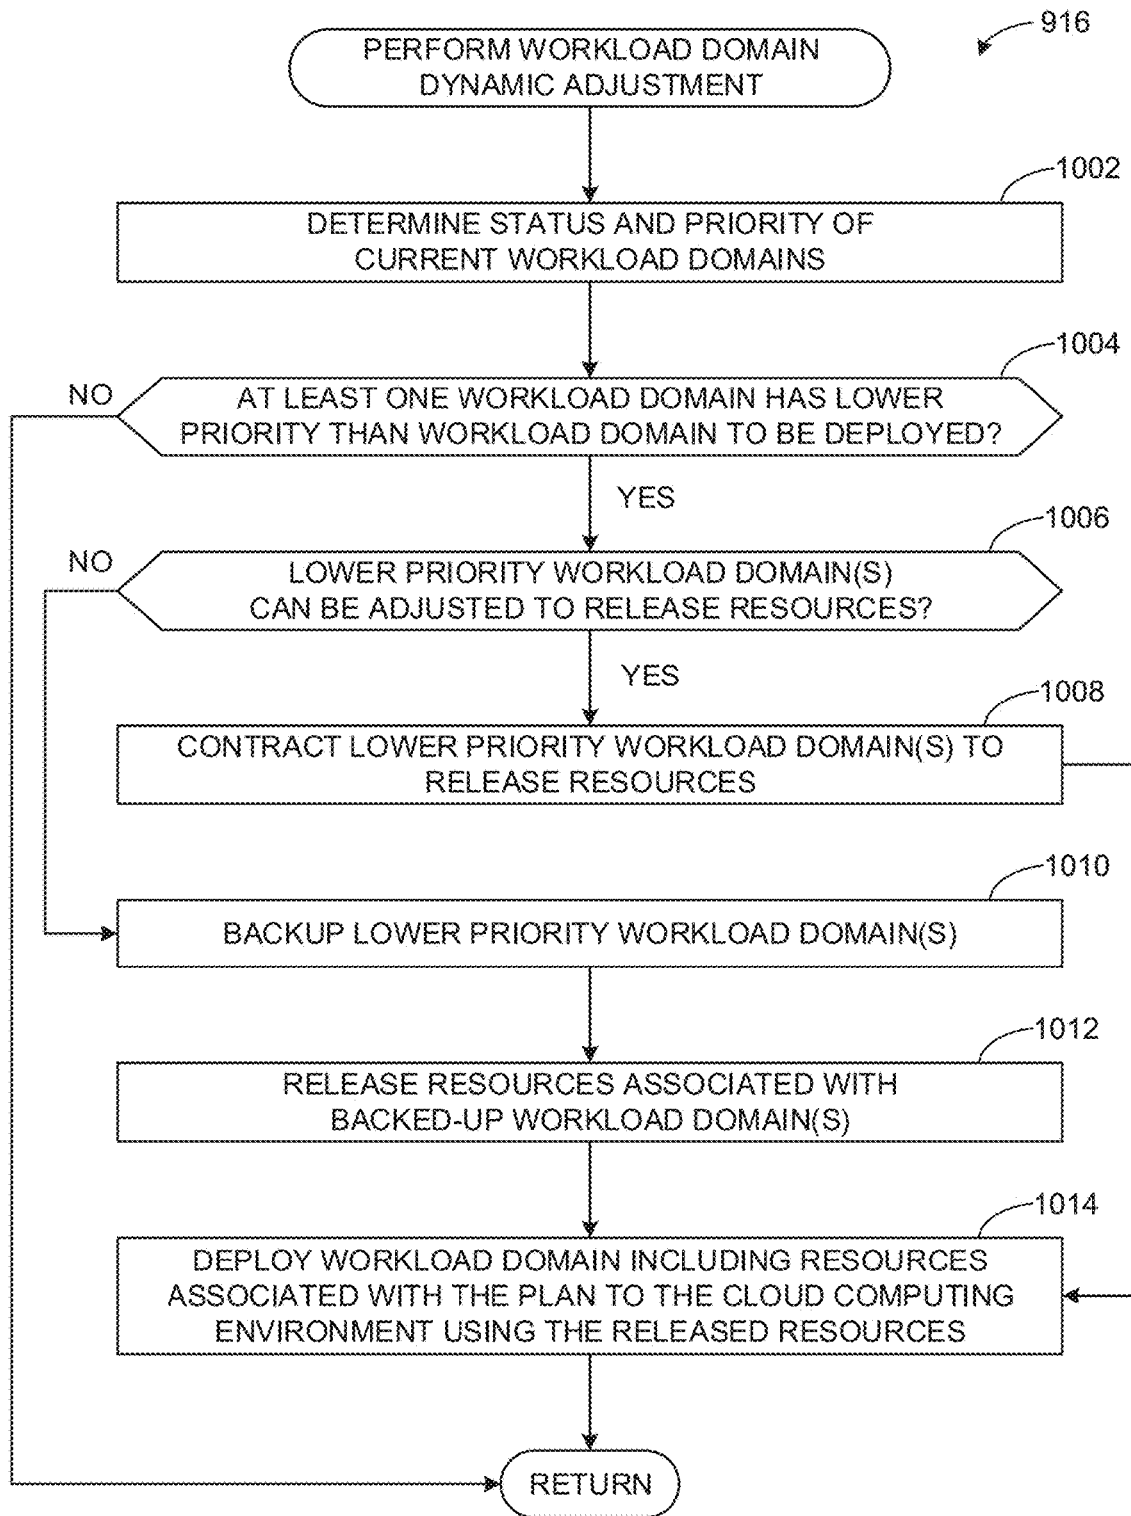 916
PERFORM WORKLOAD DOMAIN
DYNAMIC ADJUSTMENT
1002
DETERMINE STATUS AND PRIORITY OF
CURRENT WORKLOAD DOMAINS
1004
NO
AT LEAST ONE WORKLOAD DOMAIN HAS LOWER
PRIORITY THAN WORKLOAD DOMAIN TO BE DEPLOYED?
YES
1006
NO
LOWER PRIORITY WORKLOAD DOMAIN(S)
CAN BE ADJUSTED TO RELEASE RESOURCES?
YES
1008
CONTRACT LOWER PRIORITY WORKLOAD DOMAIN(S) TO
RELEASE RESOURCES
1010
BACKUP LOWER PRIORITY WORKLOAD DOMAIN(S)
1012
RELEASE RESOURCES ASSOCIATED WITH
BACKED-UP WORKLOAD DOMAIN(S)
1014
DEPLOY WORKLOAD DOMAIN INCLUDING RESOURCES
ASSOCIATED WITH THE PLAN TO THE CLOUD COMPUTING
ENVIRONMENT USING THE RELEASED RESOURCES
RETURN